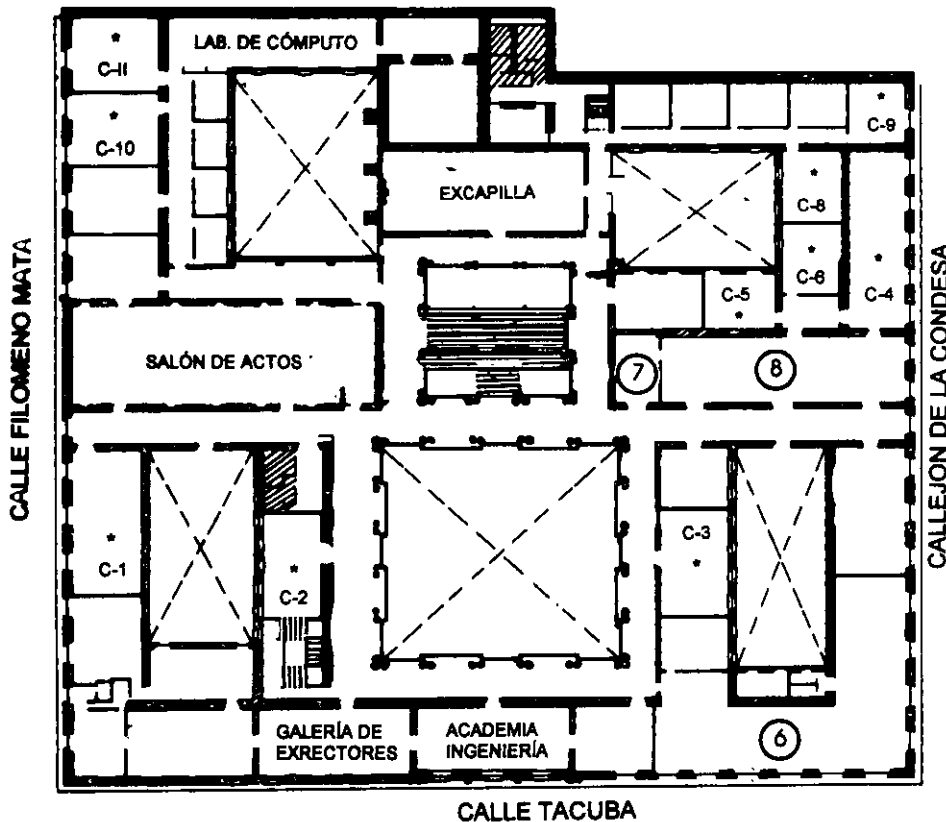 LAB. DE CÓMPUTO
*
C-11
*
C-10
*
C-9
EXCAPILLA
*
C-8
*
C-6
*
C-4
C-5
*
SALÓN DE ACTOS
7
8
CALLE FILOMENO MATA
CALLEJON DE LA CONDESA
*
C-1
*
C-2
C-3
*
GALERÍA DE
EXRECTORES
ACADEMIA
INGENIERÍA
6
CALLE TACUBA